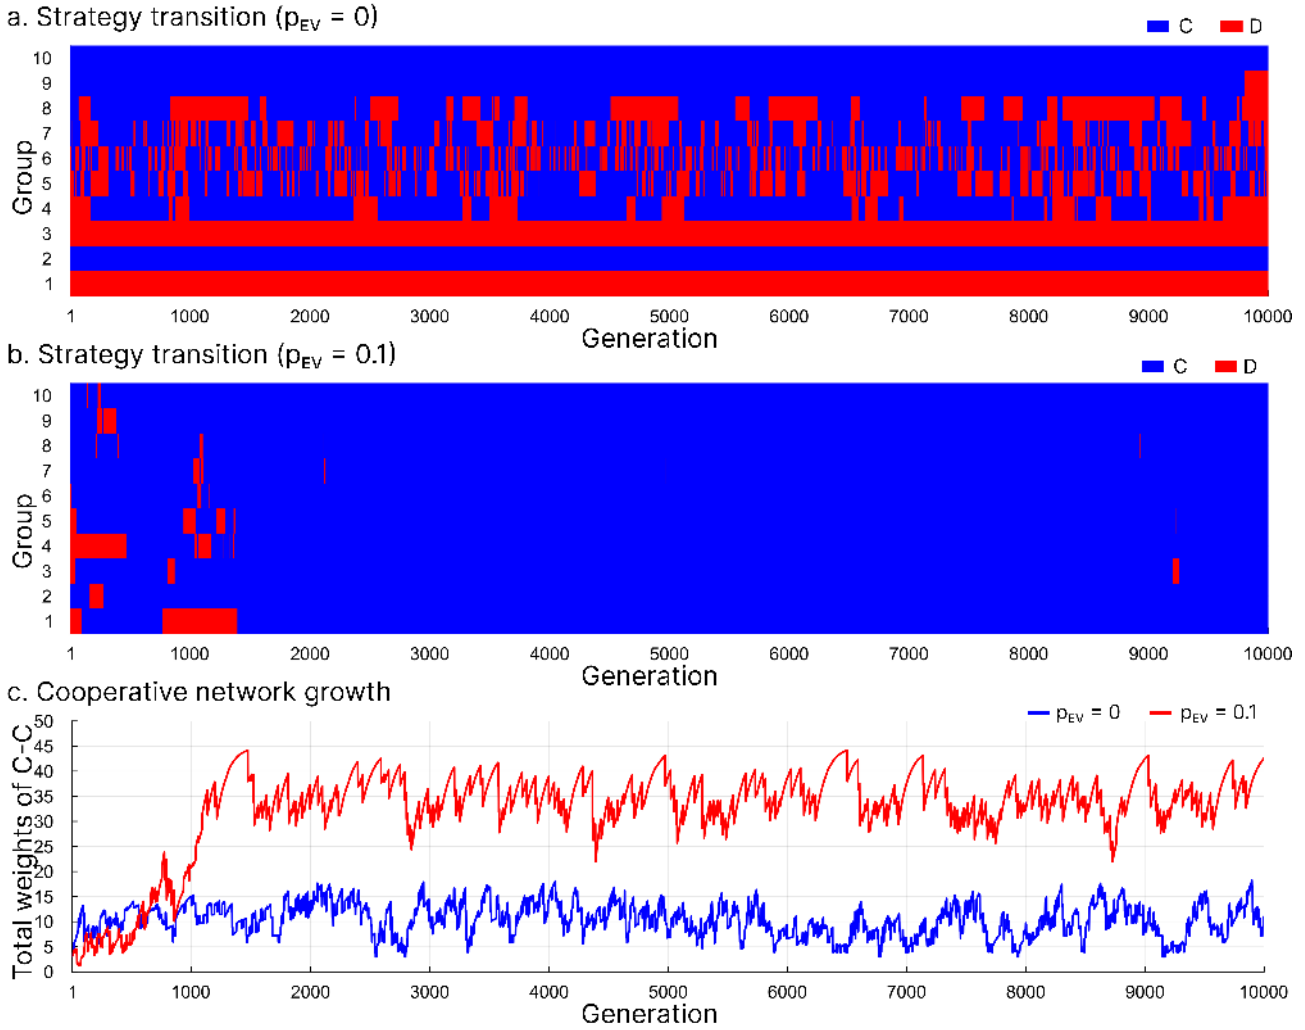 a. Strategy transition (pEV = 0)
C D
10
9
8
7
6
5
4
3
2
1
Group
1 1000 2000 3000 4000 5000 6000 7000 8000 9000 10000
Generation
b. Strategy transition (pEV = 0.1)
C D
10
9
8
7
6
5
4
3
2
1
Group
1 1000 2000 3000 4000 5000 6000 7000 8000 9000 10000
Generation
c. Cooperative network growth
pEV = 0 pEV = 0.1
50
45
40
35
30
25
20
15
10
5
0
Total weights of C-C
1 1000 2000 3000 4000 5000 6000 7000 8000 9000 10000
Generation